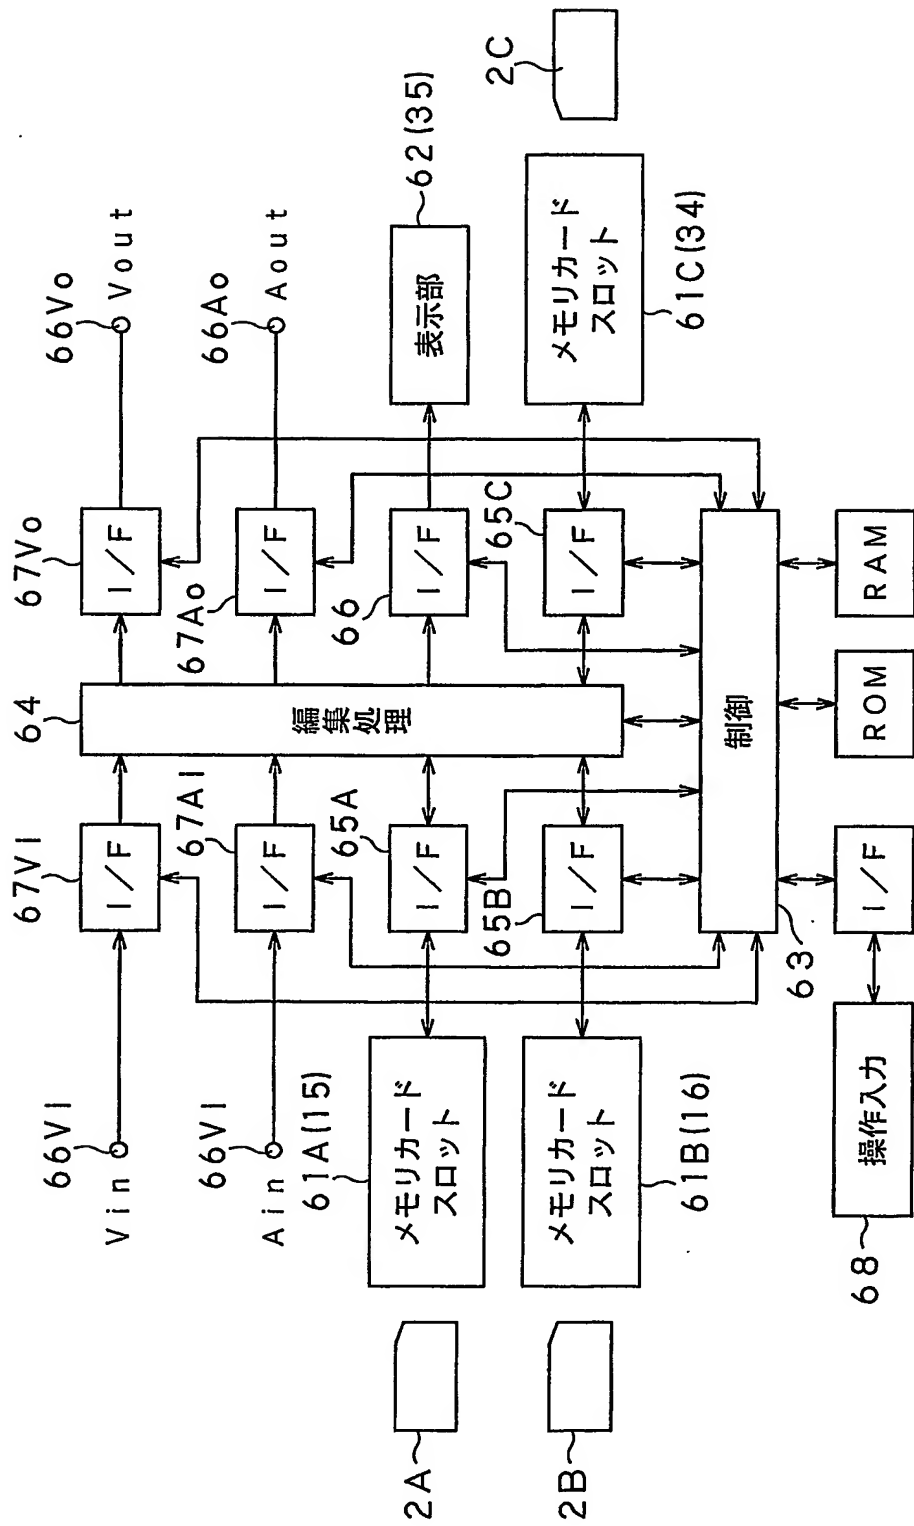 66VI
Vin
67VI
I/F
64
編集処理
67Vo
I/F
66Vo
Vout
66VI
Ain
67AI
I/F
67Ao
I/F
66Ao
Aout
61A(15)
メモリカード
スロット
2A
65A
I/F
66
I/F
表示部
62(35)
61B(16)
メモリカード
スロット
2B
65B
I/F
65C
I/F
メモリカード
スロット
61C(34)
2C
63
制御
68
操作入力
I/F
ROM
RAM